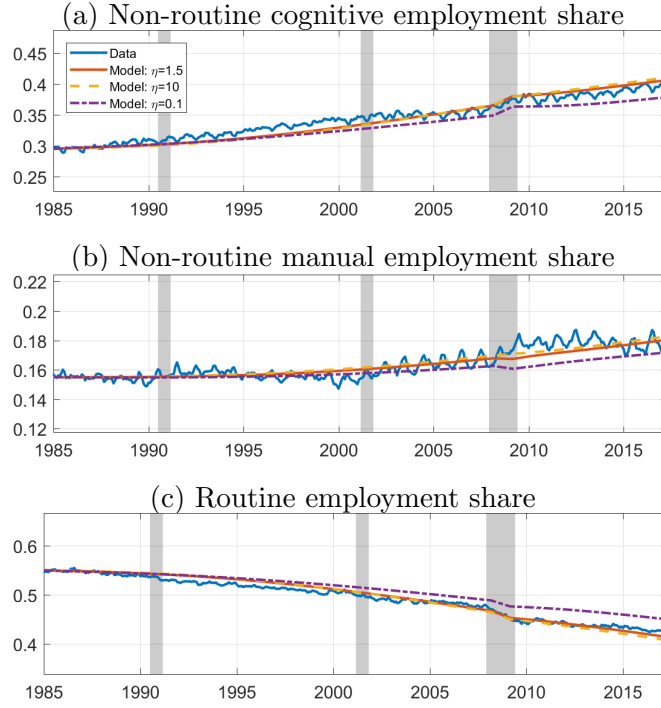 (a) Non-routine cognitive employment share
Data
Model: η=1.5
Model: η=10
Model: η=0.1
0.4
0.35
0.3
0.25
1985 1990 1995 2000 2005 2010 2015
(b) Non-routine manual employment share
0.22
0.2
0.18
0.16
0.14
0.12
1985 1990 1995 2000 2005 2010 2015
(c) Routine employment share
0.6
0.5
0.4
1985 1990 1995 2000 2005 2010 2015